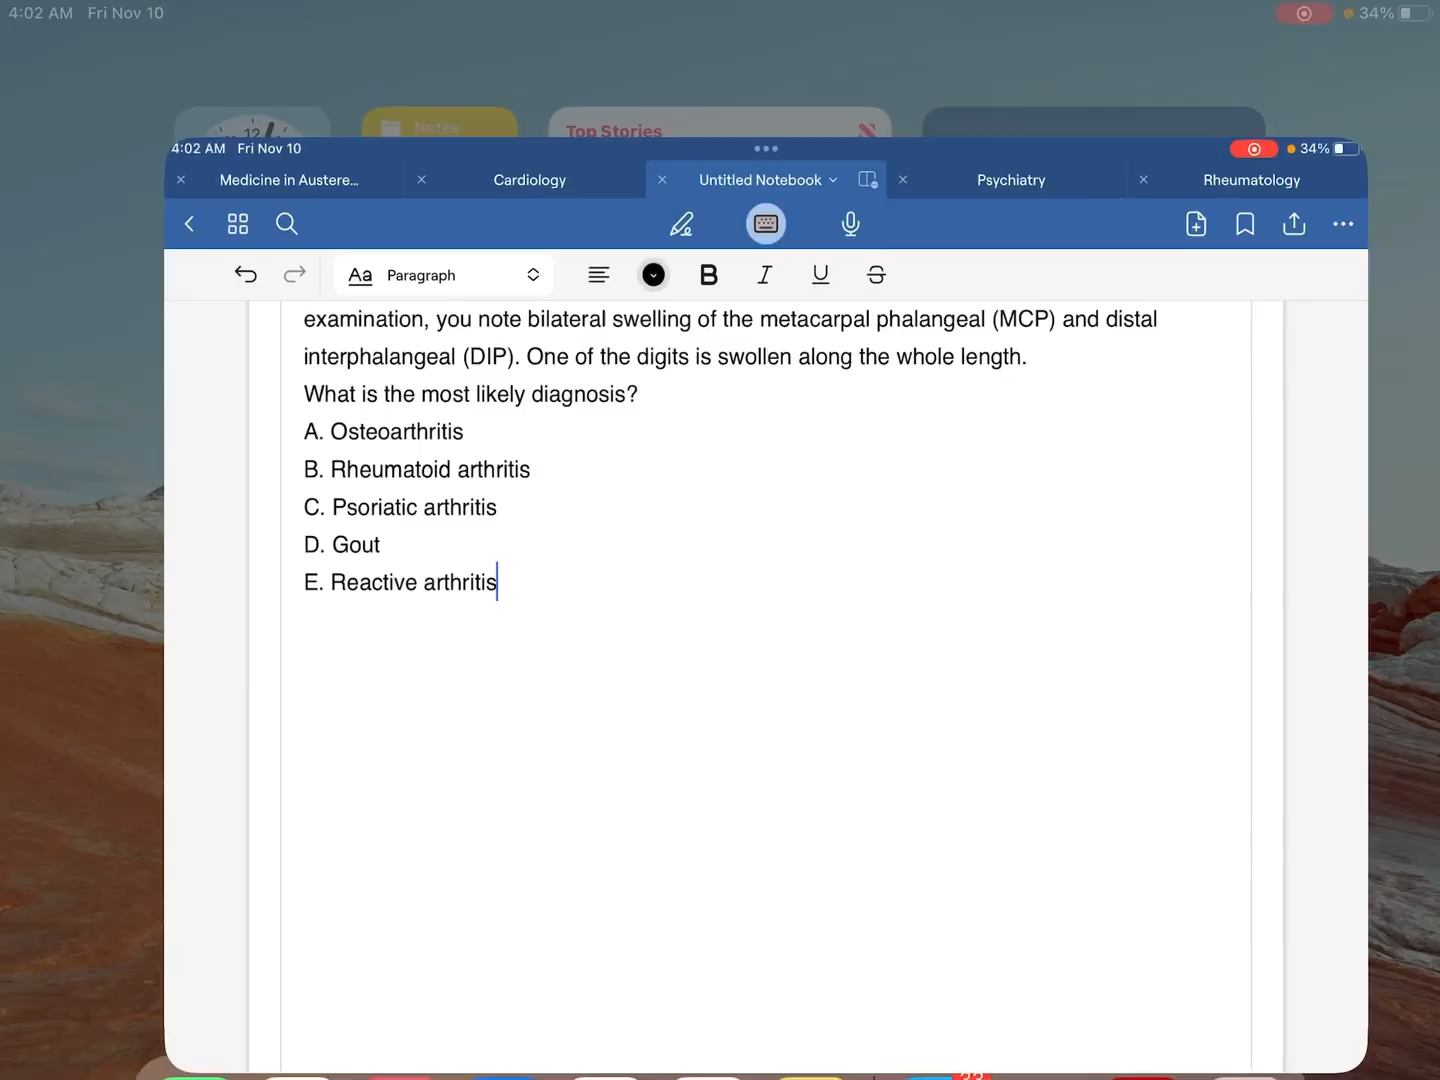 4:02 AM Fri Nov 10
34%
12
Notes
Top Stories
4:02 AM Fri Nov 10
34%
Medicine in Austere...
Cardiology
Untitled Notebook
Psychiatry
Rheumatology
Aa Paragraph
B I U S
examination, you note bilateral swelling of the metacarpal phalangeal (MCP) and distal
interphalangeal (DIP). One of the digits is swollen along the whole length.
What is the most likely diagnosis?
A. Osteoarthritis
B. Rheumatoid arthritis
C. Psoriatic arthritis
D. Gout
E. Reactive arthritis